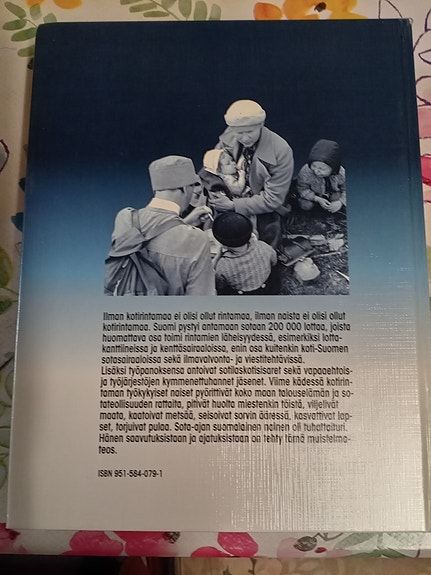 Ilman kotirintamaa ei olisi ollut rintamaa, ilman naista ei olisi ollut
kotirintamaa. Suomi pystyi antamaan sotaan 200 000 lottaa, joista
huomattava osa toimi rintamien läheisyydessä, esimerkiksi lotta-
kanttiineissa ja kenttäsairaaloissa, enin osa kuitenkin koti-Suomen
sotasairaaloissa sekä ilmavalvonta- ja viestitehtävissä.
Lisäksi työpanoksensa antoivat sotilaskotisisaret sekä vapaaehtois-
ja työjärjestöjen kymmenettuhannet jäsenet. Viime kädessä kotirin-
taman työkykyiset naiset pyörittivät koko maan talouselämän ja so-
tateollisuuden rattaita, pitivät huolta miestenkin töistä, viljelivät
maata, kaatoivat metsää, seisoivat sorvin ääressä, kasvattivat lap-
set, torjuivat pulaa. Sota-ajan suomalainen nainen oli tuhattaituri.
Hänen saavutuksistaan ja ajatuksistaan on tehty tämä muistelma-
teos.
ISBN 951-584-079-1